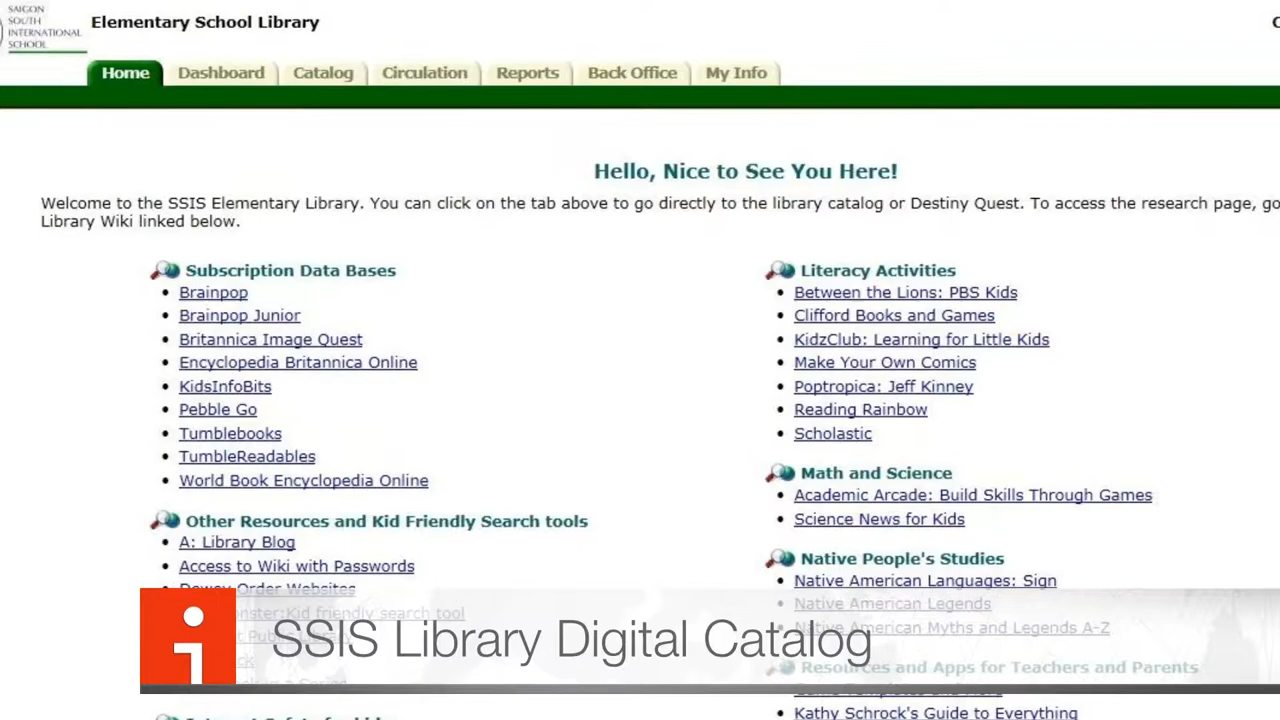 SAIGON
SOUTH
INTERNATIONAL
SCHOOL
Elementary School Library
Home Dashboard Catalog Circulation Reports Back Office My Info
Hello, Nice to See You Here!
Welcome to the SSIS Elementary Library. You can click on the tab above to go directly to the library catalog or Destiny Quest. To access the research page, go
Library Wiki linked below.
Subscription Data Bases
Brainpop
Brainpop Junior
Britannica Image Quest
Encyclopedia Britannica Online
KidsInfoBits
Pebble Go
Tumblebooks
TumbleReadables
World Book Encyclopedia Online
Other Resources and Kid Friendly Search tools
A: Library Blog
Access to Wiki with Passwords
Dewey Order Websites
Kid friendly search tool
Literacy Activities
Between the Lions: PBS Kids
Clifford Books and Games
KidzClub: Learning for Little Kids
Make Your Own Comics
Poptropica: Jeff Kinney
Reading Rainbow
Scholastic
Math and Science
Academic Arcade: Build Skills Through Games
Science News for Kids
Native People's Studies
Native American Languages: Sign
Native American Legends
Native American Myths and Legends A-Z
Resources and Apps for Teachers and Parents
Kathy Schrock's Guide to Everything
i
SSIS Library Digital Catalog